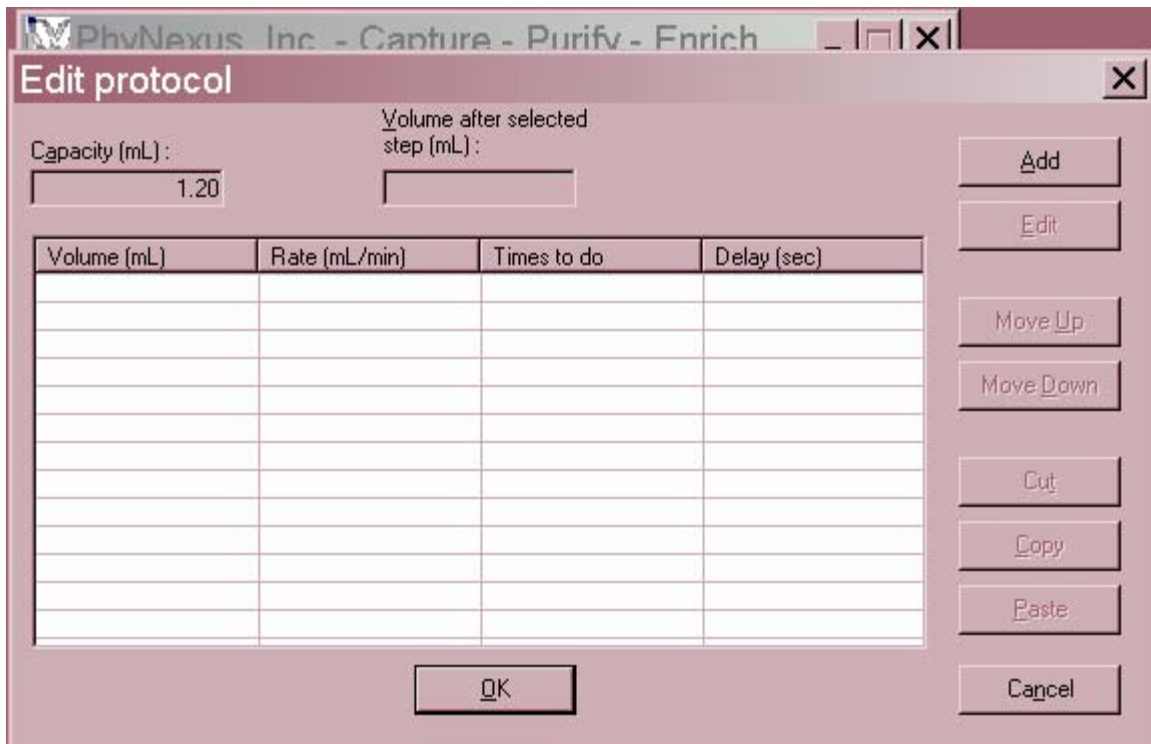 PhyNexus Inc. - Capture - Purify - Enrich
Edit protocol
Capacity (mL) :
1.20
Volume after selected
step (mL) :
Volume (mL) Rate (mL/min) Times to do Delay (sec)
Add
Edit
Move Up
Move Down
Cut
Copy
Paste
OK
Cancel